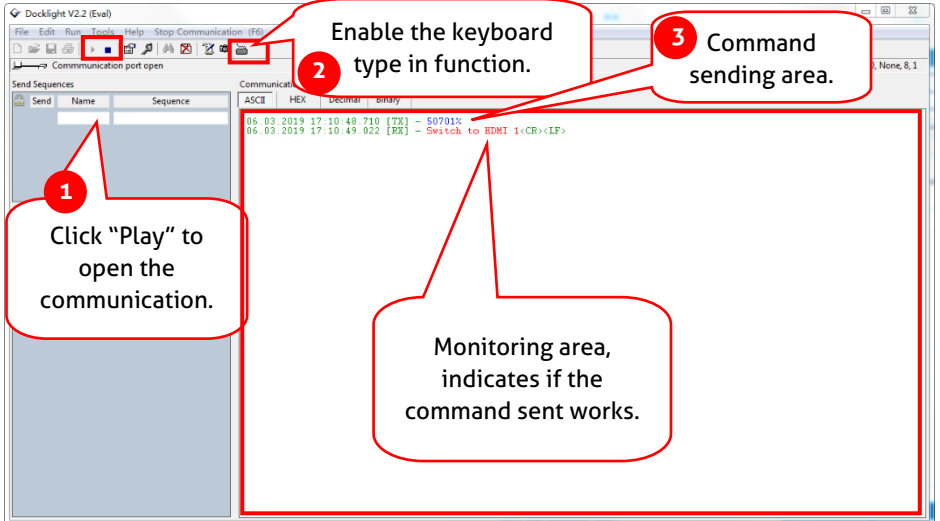 Docklight V2.2 (Eval)
File Edit Run Tools Help Stop Communication (F6)
Commmunication port open
0, None, 8, 1
Send Sequences
Send Name Sequence
ASCII HEX Decimal Binary
06.03.2019 17:10:48.710 [TX] - 50701%
06.03.2019 17:10:49.022 [RX] - Switch to HDMI 1<CR><LF>
1
Click “Play” to
open the
communication.
2
Enable the keyboard
type in function.
3
Command
sending area.
Monitoring area,
indicates if the
command sent works.